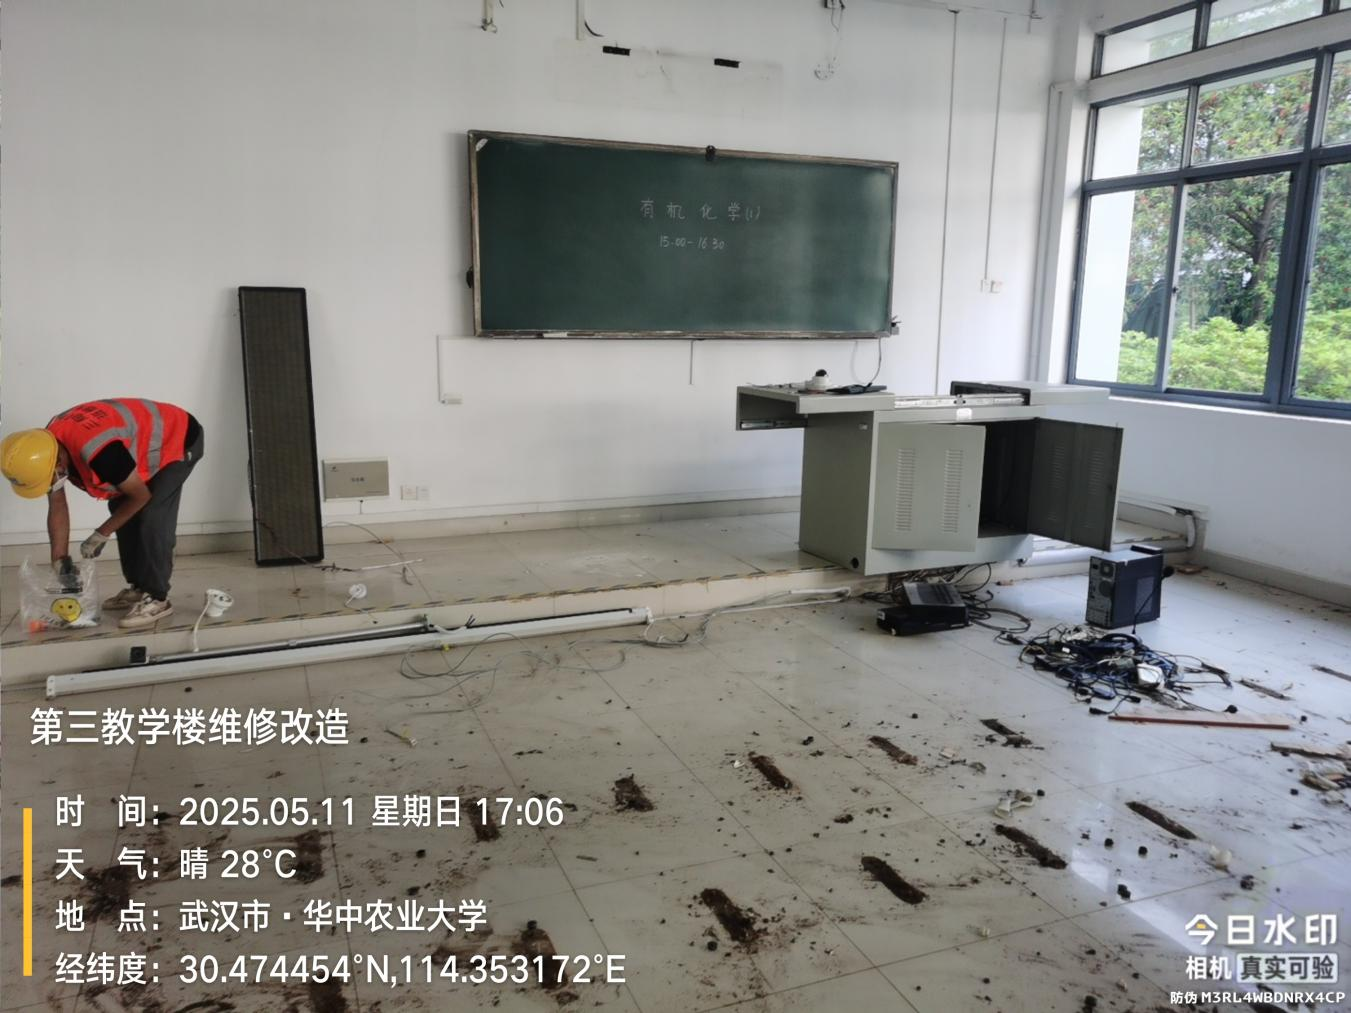 有机化学(1)
15:00-16:30
第三教学楼维修改造
时 间：2025.05.11 星期日 17:06
天 气：晴 28°C
地 点：武汉市·华中农业大学
经纬度：30.474454°N,114.353172°E
今日水印
相机 真实可验
防伪 M3RL4WBDNRX4CP